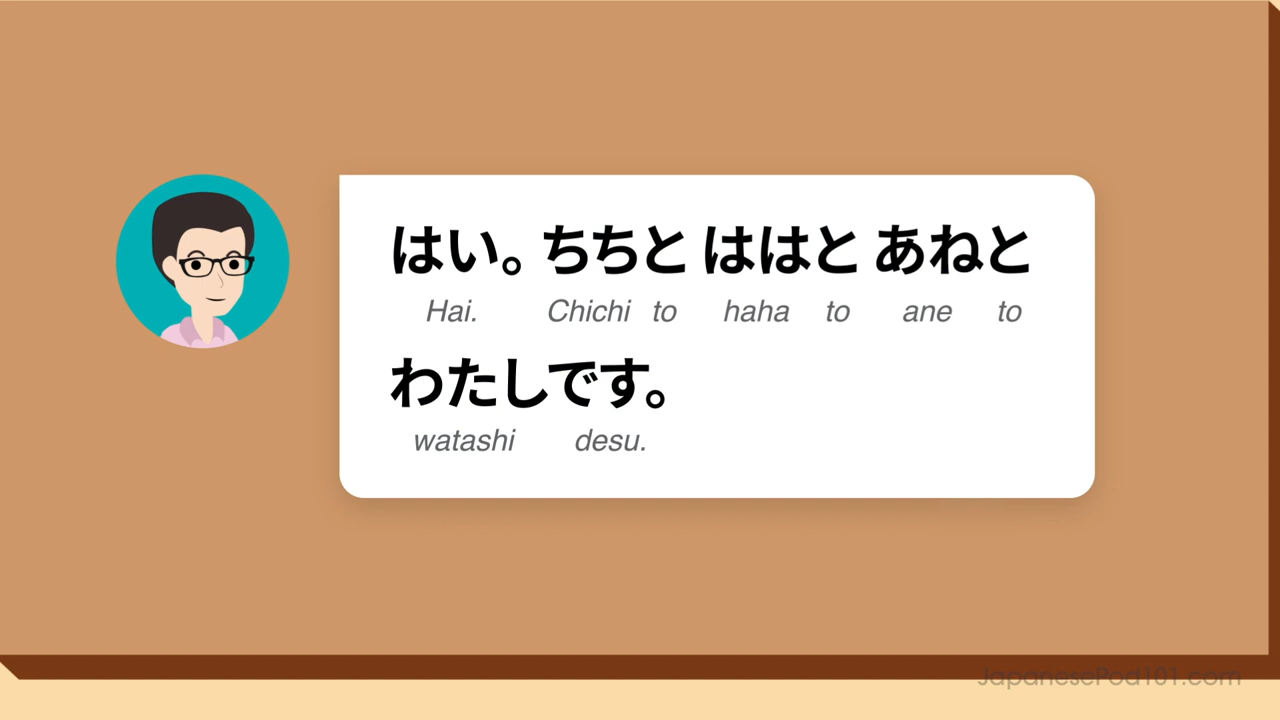 はい。ちちと ははと あねと
Hai. Chichi to haha to ane to
わたしです。
watashi desu.
JapanesePod101.com